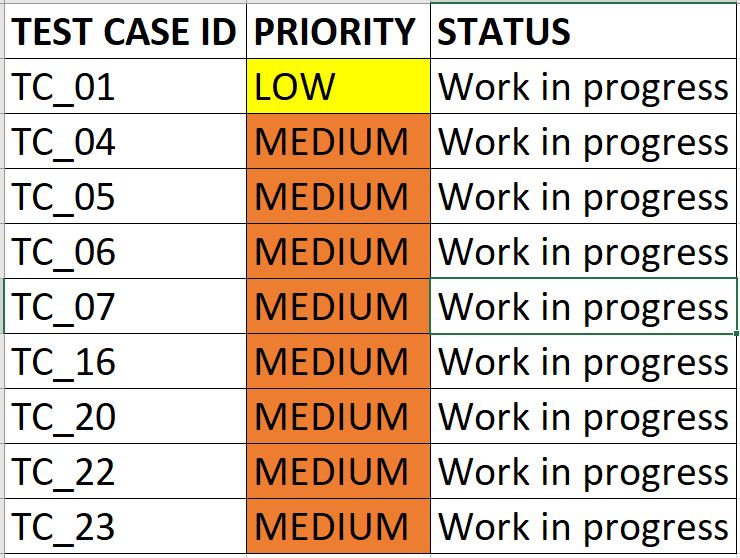 TEST CASE ID PRIORITY STATUS
TC_01 LOW Work in progress
TC_04 MEDIUM Work in progress
TC_05 MEDIUM Work in progress
TC_06 MEDIUM Work in progress
TC_07 MEDIUM Work in progress
TC_16 MEDIUM Work in progress
TC_20 MEDIUM Work in progress
TC_22 MEDIUM Work in progress
TC_23 MEDIUM Work in progress